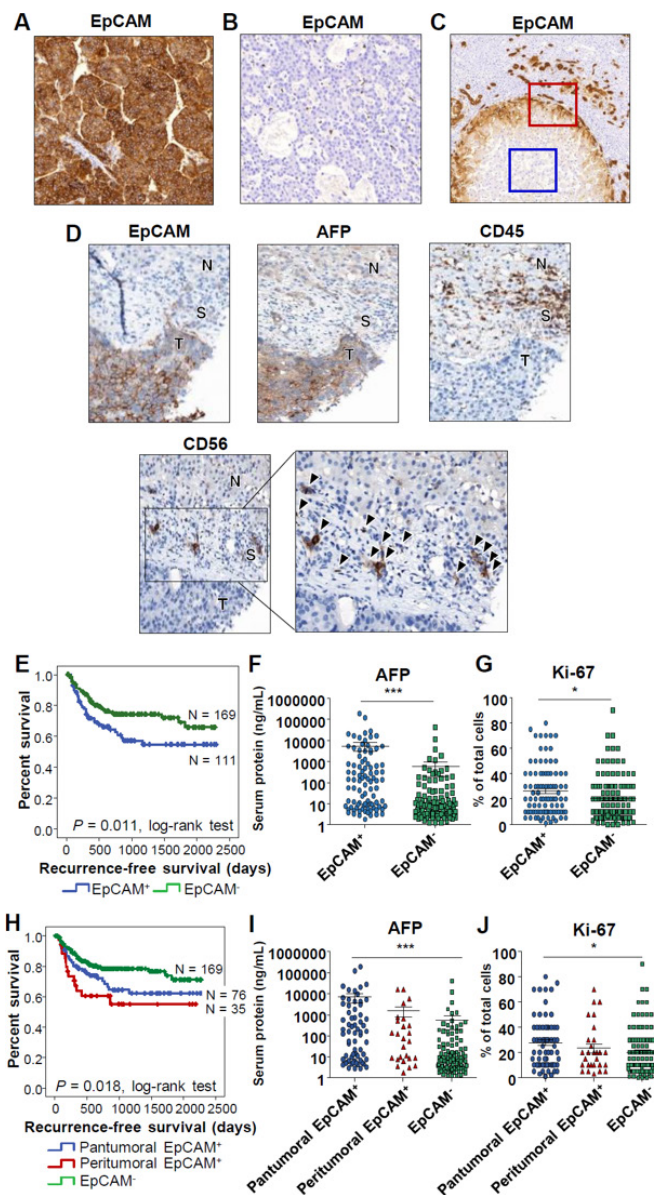 A EpCAM
B EpCAM
C EpCAM
D
EpCAM AFP CD45
N
S
T
N
S
T
N
S
T
CD56
N
S
T
E
Percent survival
1.0
0.8
0.6
0.4
0.2
0.0
N = 169
N = 111
P = 0.011, log-rank test
0 500 1000 1500 2000 2500
Recurrence-free survival (days)
EpCAM+ EpCAM-
F AFP
***
Serum protein (ng/mL)
1000000
100000
10000
1000
100
10
1
EpCAM+ EpCAM-
G Ki-67
*
% of total cells
100
80
60
40
20
0
EpCAM+ EpCAM-
H
Percent survival
1.0
0.8
0.6
0.4
0.2
0.0
N = 169
N = 76
N = 35
P = 0.018, log-rank test
0 500 1000 1500 2000 2500
Recurrence-free survival (days)
Pantumoral EpCAM+
Peritumoral EpCAM+
EpCAM-
I AFP
***
Serum protein (ng/mL)
1000000
100000
10000
1000
100
10
1
Pantumoral EpCAM+
Peritumoral EpCAM+
EpCAM-
J Ki-67
*
% of total cells
100
80
60
40
20
0
Pantumoral EpCAM+
Peritumoral EpCAM+
EpCAM-